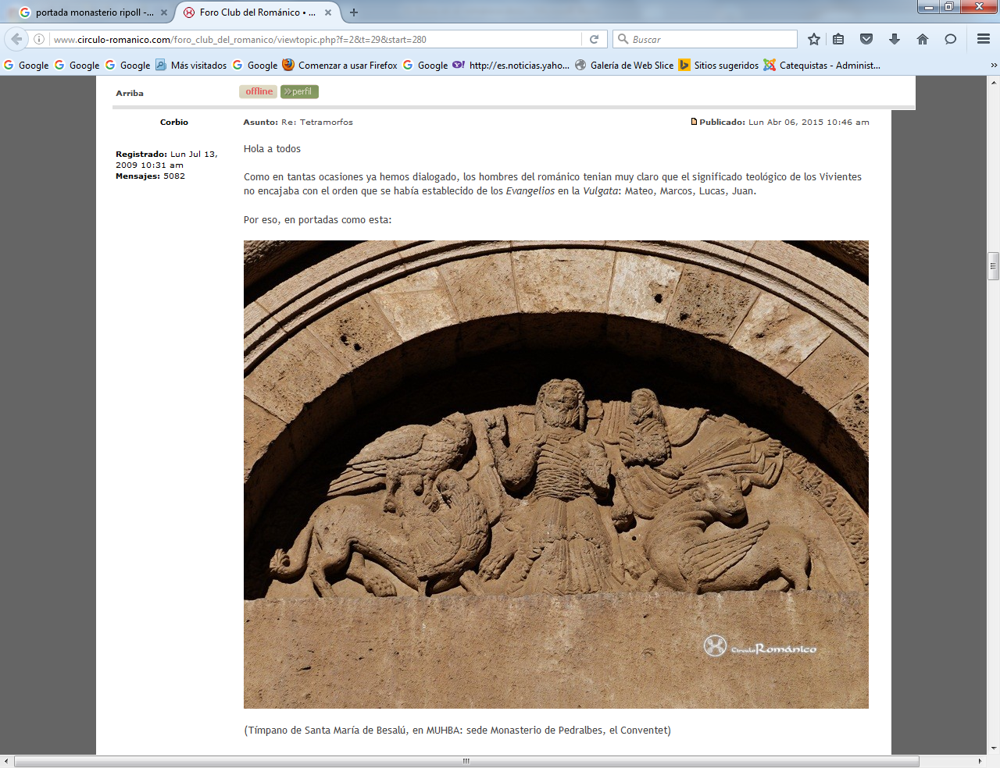 portada monasterio ripoll -...
Foro Club del Románico • ...
www.circulo-romanico.com/foro_club_del_romanico/viewtopic.php?f=2&t=29&start=280
Buscar
Google
Google
Google
Más visitados
Google
Comenzar a usar Firefox
Google
http://es.noticias.yaho...
Galería de Web Slice
Sitios sugeridos
Catequistas - Administ...
»
Arriba
offline
perfil
Corbio
Asunto: Re: Tetramorfos
Publicado: Lun Abr 06, 2015 10:46 am
Registrado: Lun Jul 13,
2009 10:31 am
Mensajes: 5082
Hola a todos
Como en tantas ocasiones ya hemos dialogado, los hombres del románico tenian muy claro que el significado teológico de los Vivientes
no encajaba con el orden que se había establecido de los Evangelios en la Vulgata: Mateo, Marcos, Lucas, Juan.
Por eso, en portadas como esta:
Circulo Románico
(Tímpano de Santa María de Besalú, en MUHBA: sede Monasterio de Pedralbes, el Conventet)